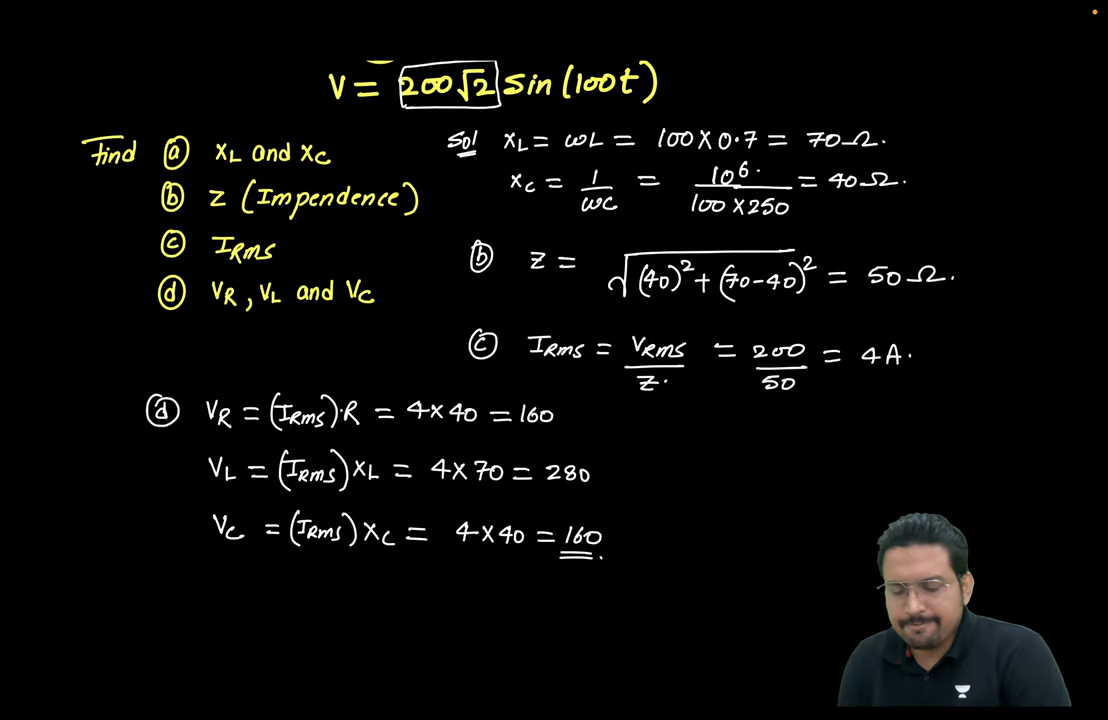 V = 200√2 sin(100t)
Find (a) XL and XC
(b) Z (Impendence)
(c) IRMS
(d) VR, VL and VC
Sol XL = ωL = 100 × 0.7 = 70Ω.
XC = 1/ωC = 10^6/100 × 250 = 40Ω.
(b) Z = √(40)² + (70-40)² = 50Ω.
(c) IRMS = VRMS/Z. = 200/50 = 4A.
(d) VR = (IRMS)·R = 4 × 40 = 160
VL = (IRMS) XL = 4 × 70 = 280
VC = (IRMS) XC = 4 × 40 = 160.